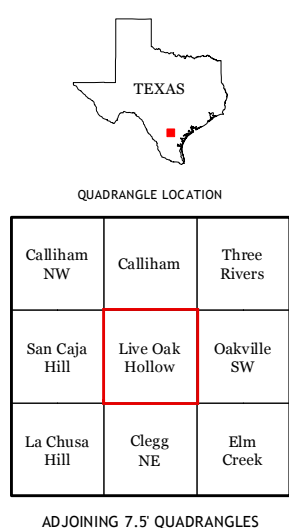 TEXAS
QUADRANGLE LOCATION
Calliham
NW
Calliham
Three
Rivers
San Caja
Hill
Live Oak
Hollow
Oakville
SW
La Chusa
Hill
Clegg
NE
Elm
Creek
ADJOINING 7.5' QUADRANGLES